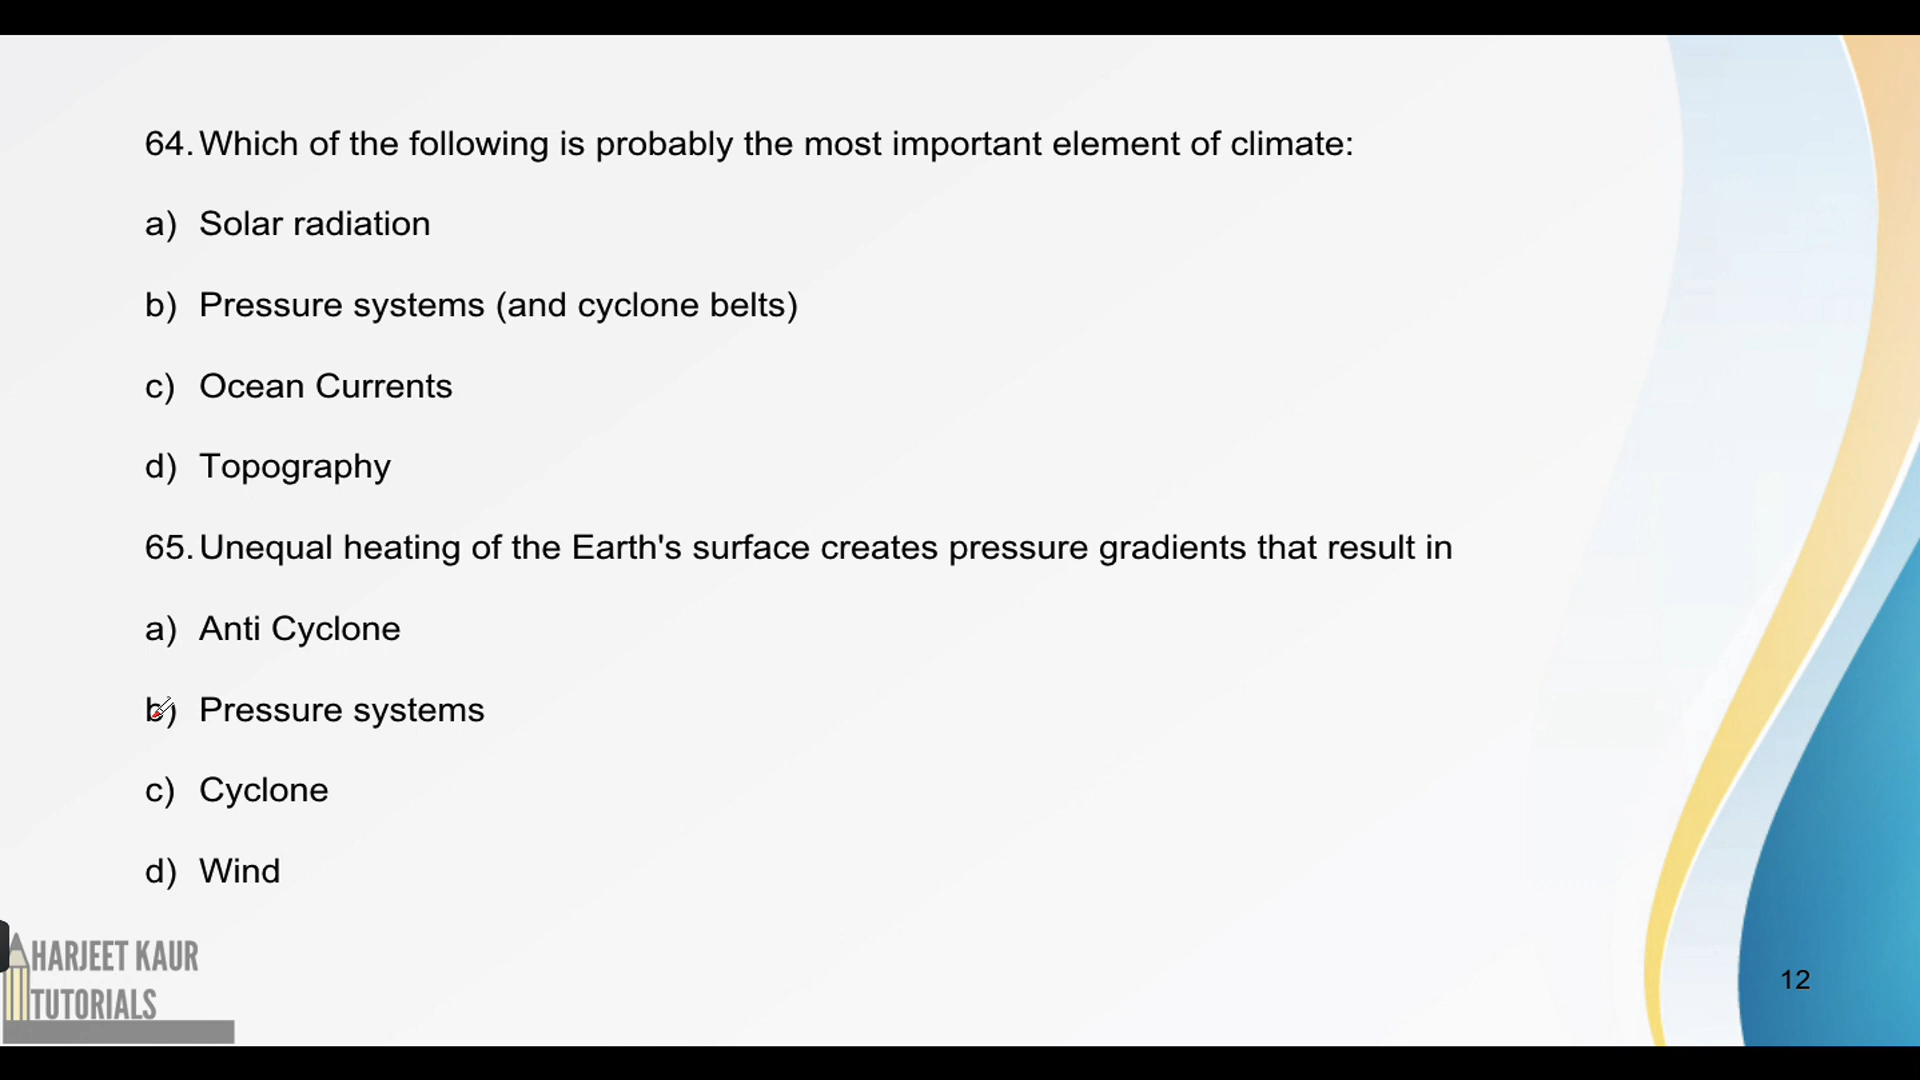 64. Which of the following is probably the most important element of climate:
a) Solar radiation
b) Pressure systems (and cyclone belts)
c) Ocean Currents
d) Topography
65. Unequal heating of the Earth's surface creates pressure gradients that result in
a) Anti Cyclone
b) Pressure systems
c) Cyclone
d) Wind
HARJEET KAUR
TUTORIALS
12